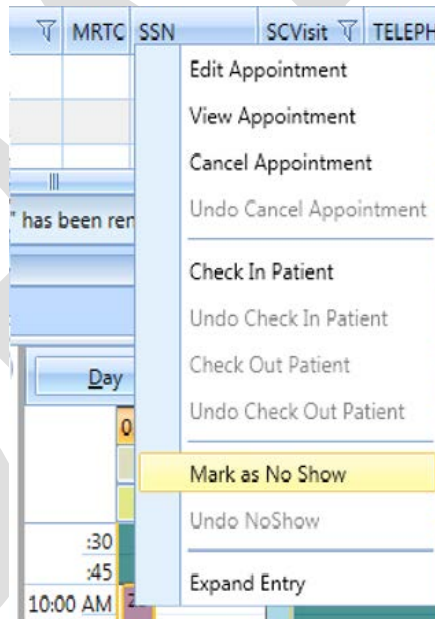 MRTC SSN SCVisit TELEPH
Edit Appointment
View Appointment
Cancel Appointment
Undo Cancel Appointment
" has been ren
Check In Patient
Undo Check In Patient
Check Out Patient
Undo Check Out Patient
Day
0
Mark as No Show
Undo NoShow
:30
:45
Expand Entry
10:00 AM